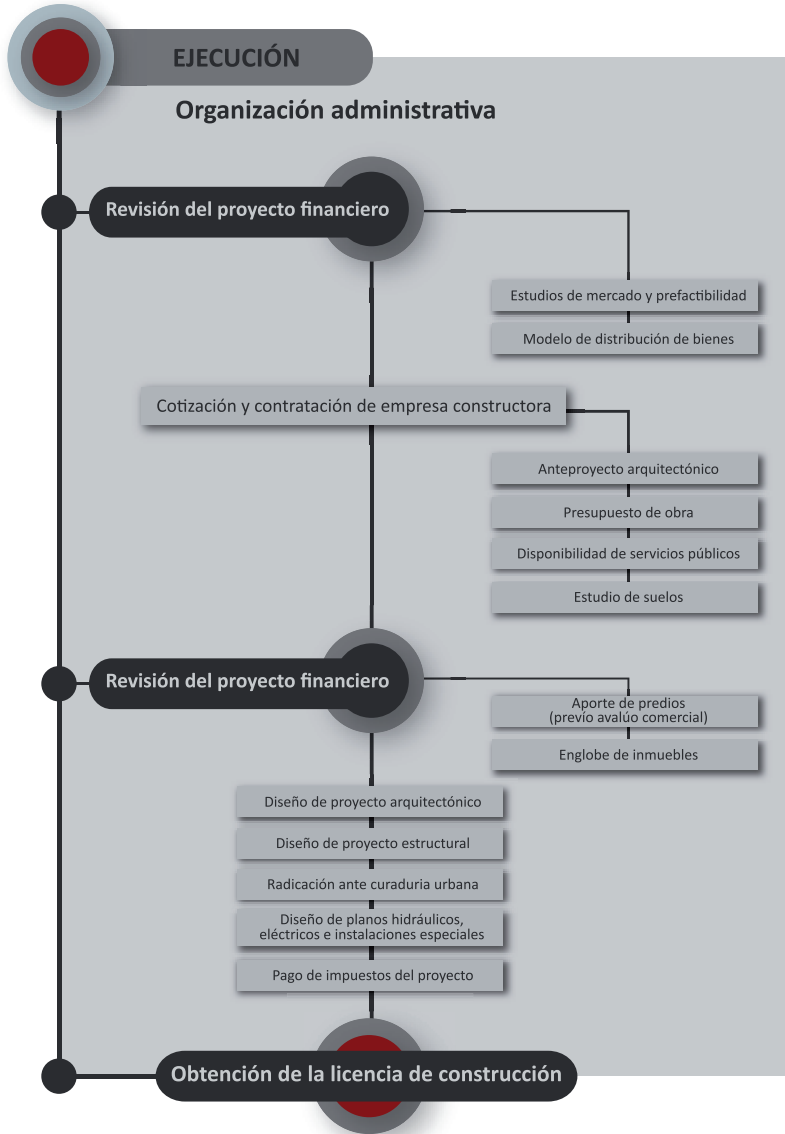 EJECUCIÓN
Organización administrativa
Revisión del proyecto financiero
Estudios de mercado y prefactibilidad
Modelo de distribución de bienes
Cotización y contratación de empresa constructora
Anteproyecto arquitectónico
Presupuesto de obra
Disponibilidad de servicios públicos
Estudio de suelos
Revisión del proyecto financiero
Aporte de predios
(previo avalúo comercial)
Englobe de inmuebles
Diseño de proyecto arquitectónico
Diseño de proyecto estructural
Radicación ante curaduria urbana
Diseño de planos hidráulicos,
eléctricos e instalaciones especiales
Pago de impuestos del proyecto
Obtención de la licencia de construcción